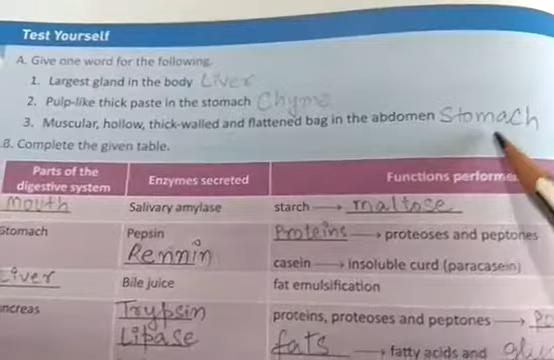 Test Yourself
A. Give one word for the following.
1. Largest gland in the body Liver
2. Pulp-like thick paste in the stomach Chyme
3. Muscular, hollow, thick-walled and flattened bag in the abdomen Stomach
B. Complete the given table.
Parts of the digestive system Enzymes secreted Functions performe
Mouth Salivary amylase starch → maltose
Stomach Pepsin Proteins → proteoses and peptones
Rennin casein → insoluble curd (paracasein)
Liver Bile juice fat emulsification
ncreas Trypsin proteins, proteoses and peptones →
Lipase fats → fatty acids and